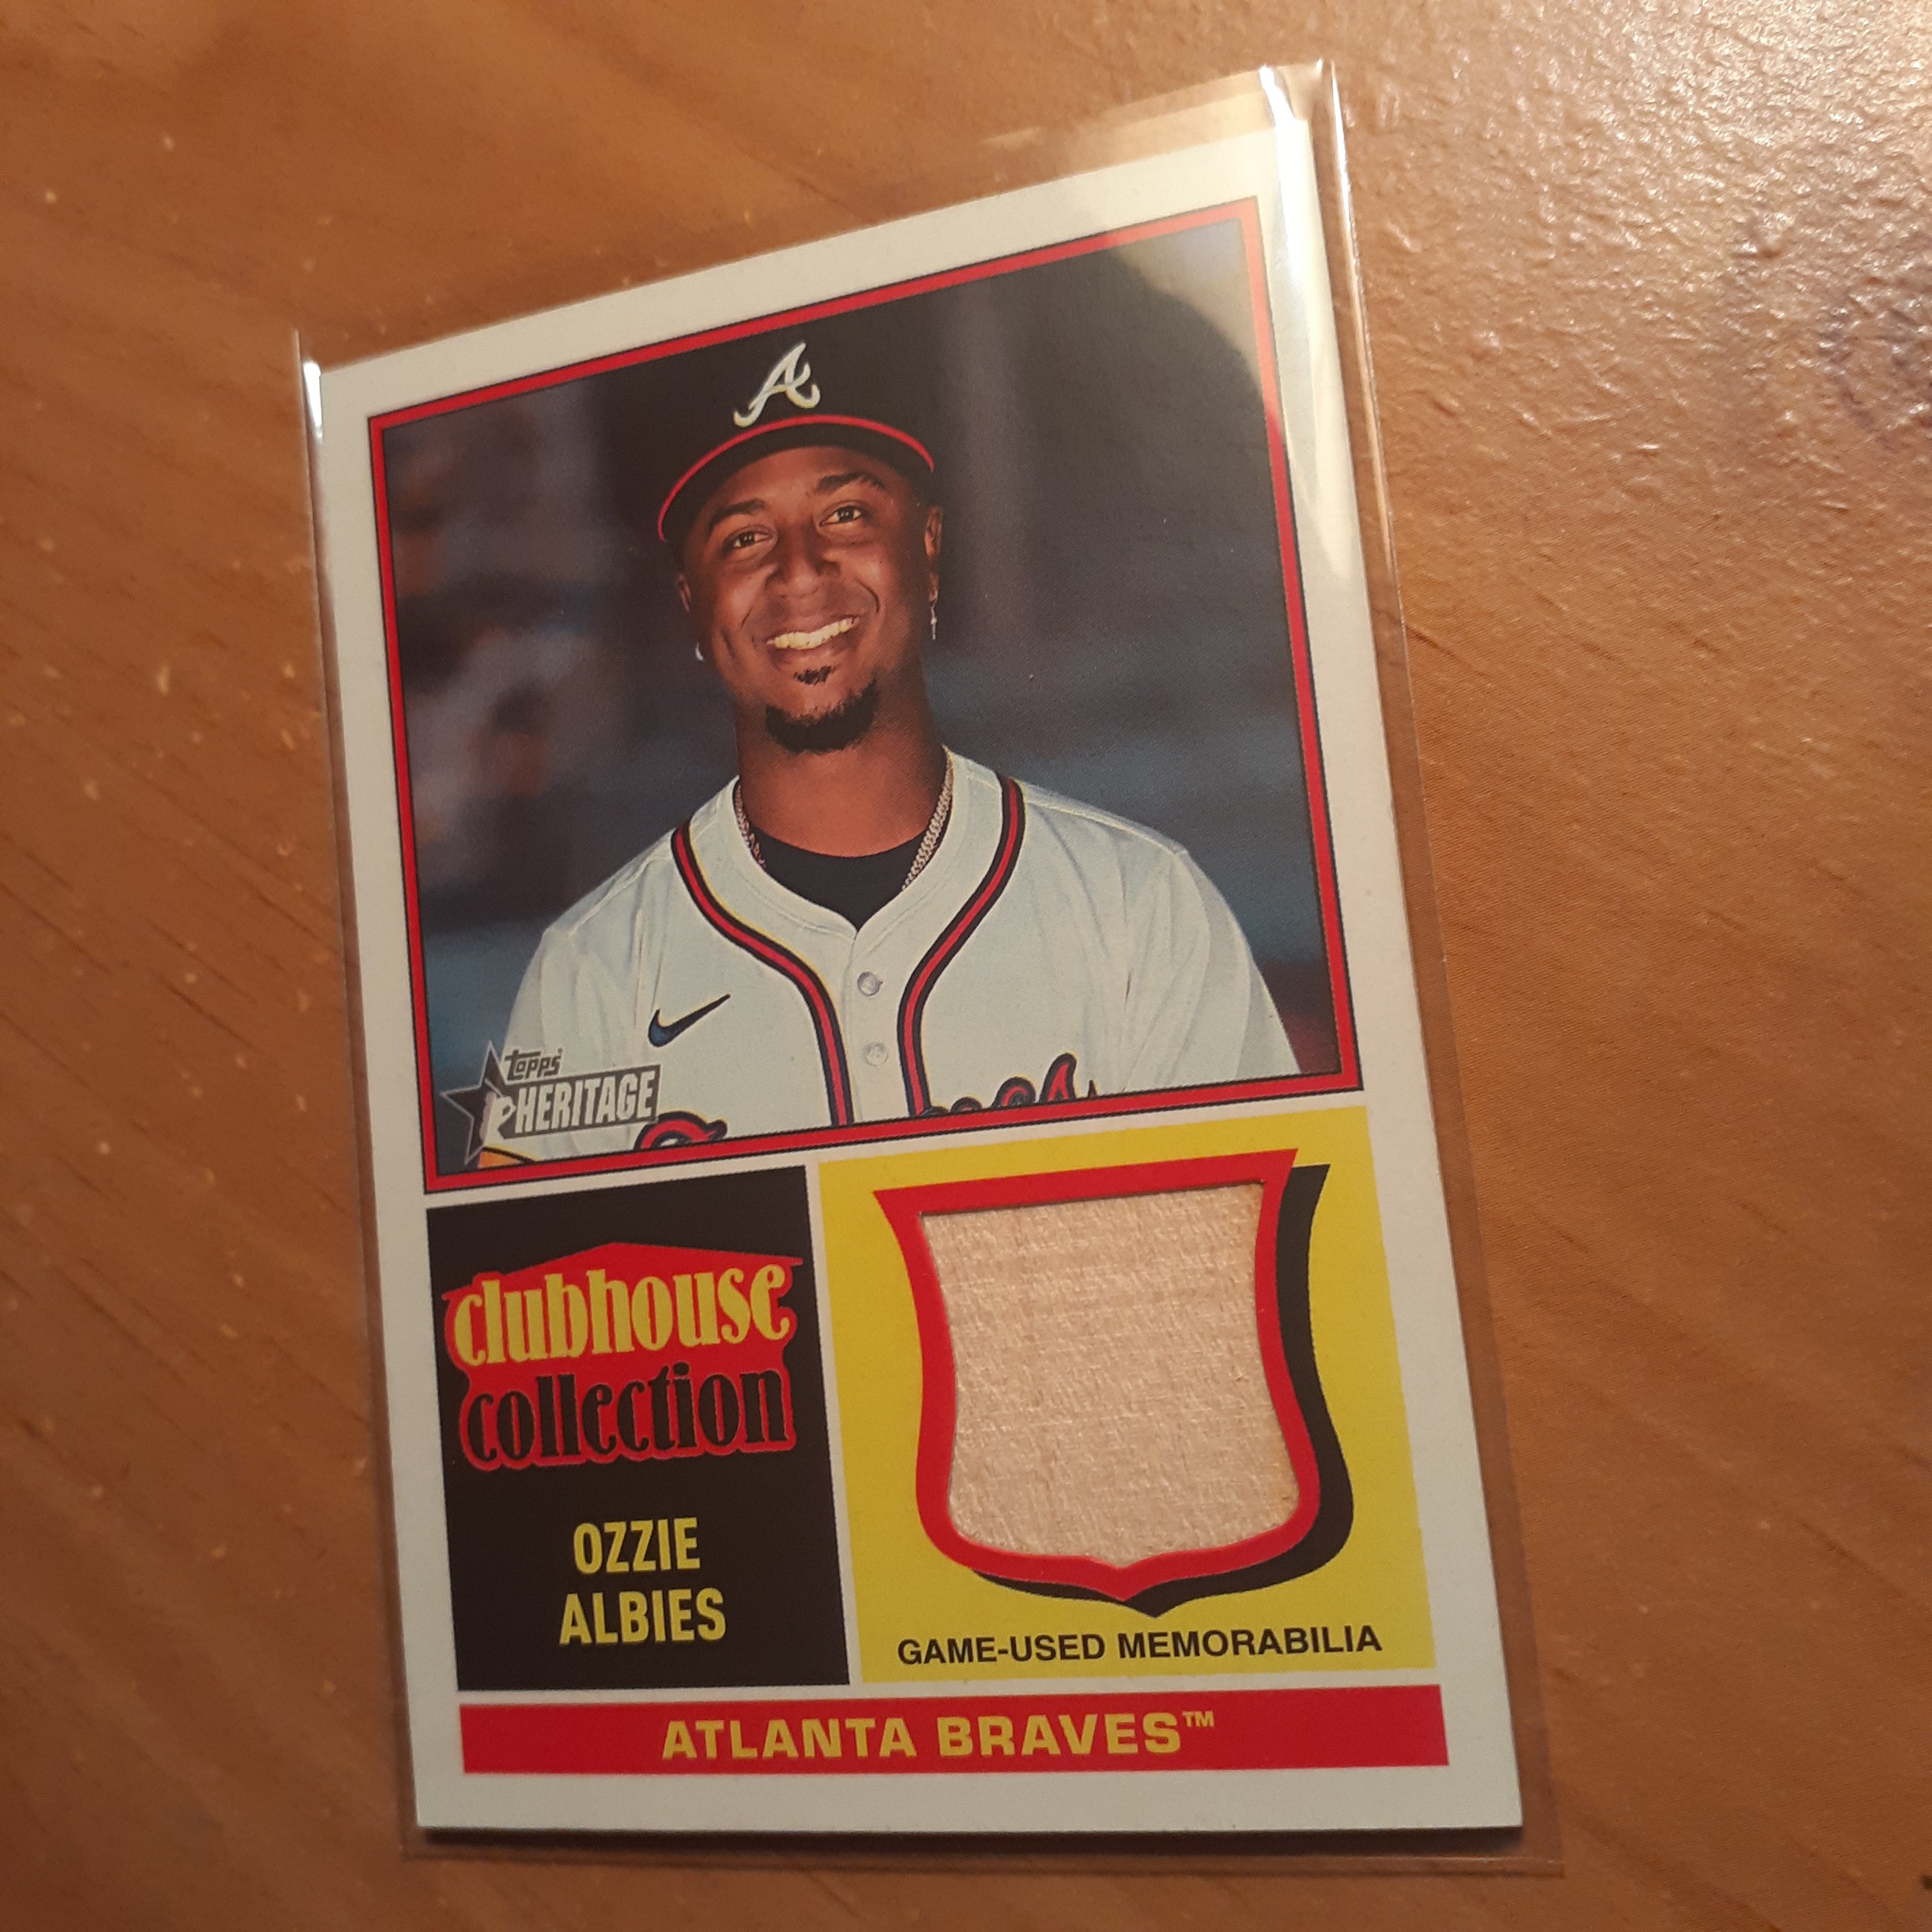 A
topps
HERITAGE
clubhouse
collection
OZZIE
ALBIES
GAME-USED MEMORABILIA
ATLANTA BRAVES™